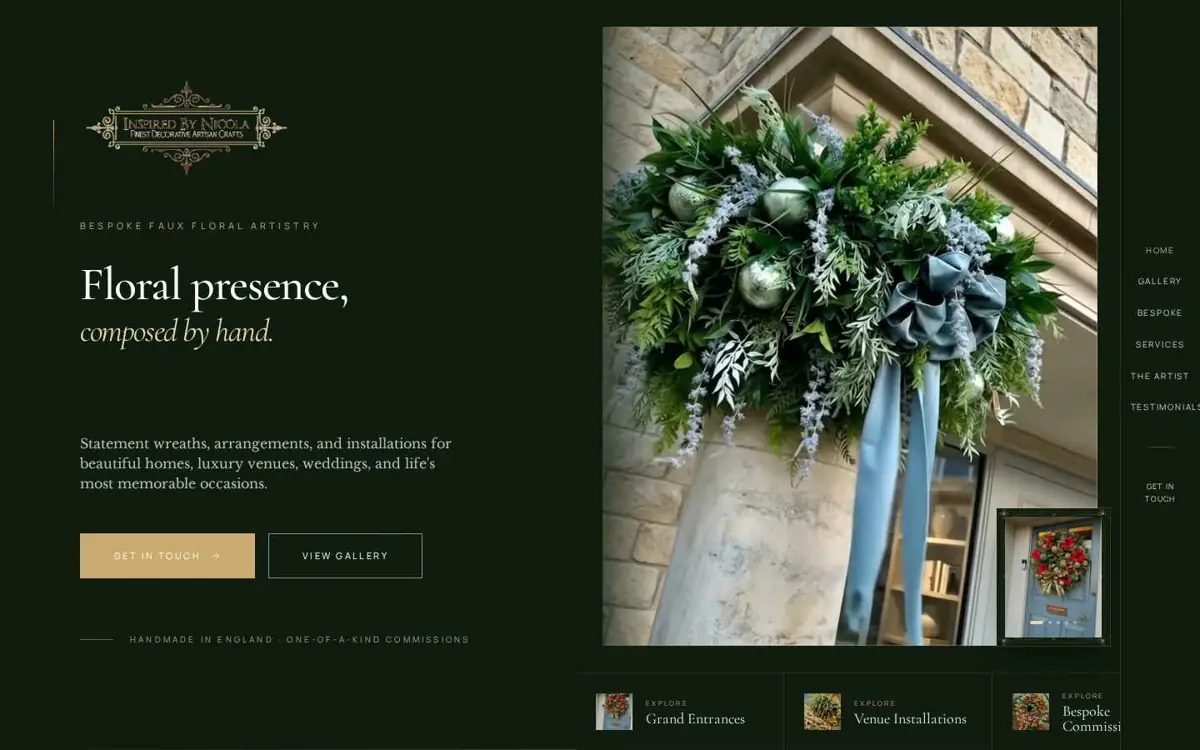 INSPIRED BY NICOLA
FINEST DECORATIVE ARTISAN CRAFTS
BESPOKE FAUX FLORAL ARTISTRY
Floral presence,
composed by hand.
Statement wreaths, arrangements, and installations for
beautiful homes, luxury venues, weddings, and life's
most memorable occasions.
GET IN TOUCH →
VIEW GALLERY
HANDMADE IN ENGLAND · ONE-OF-A-KIND COMMISSIONS
EXPLORE
Grand Entrances
EXPLORE
Venue Installations
EXPLORE
Bespoke
Commissi
HOME
GALLERY
BESPOKE
SERVICES
THE ARTIST
TESTIMONIALS
GET IN
TOUCH